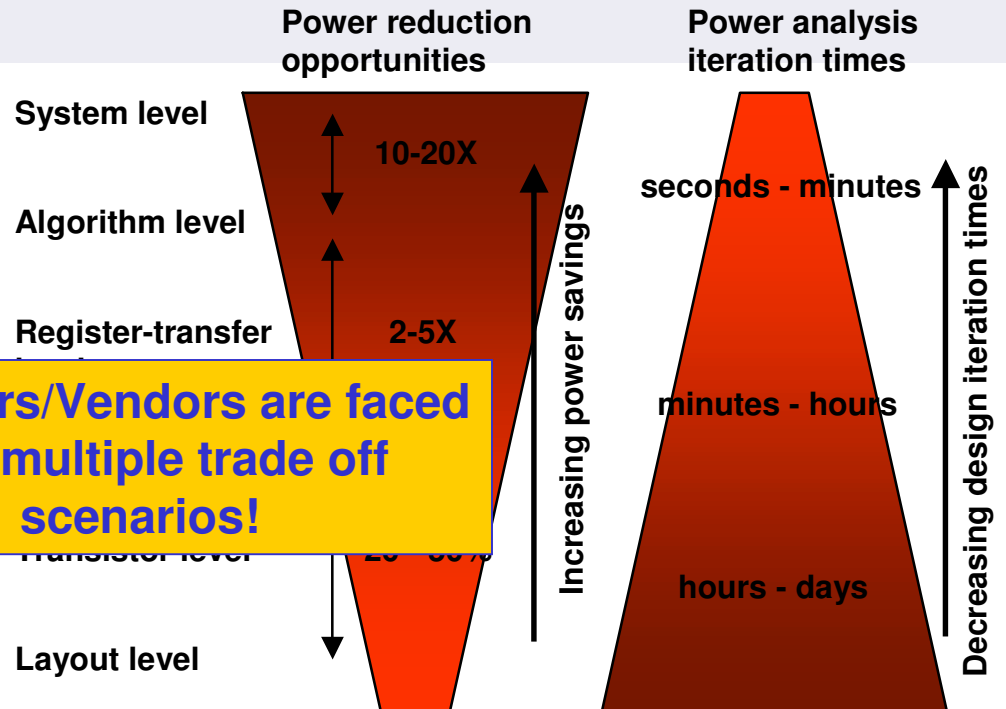 Power reduction
opportunities
Power analysis
iteration times
System level
10-20X
seconds - minutes
Algorithm level
Register-transfer
2-5X
are faced
multiple trade off
scenarios!
minutes - hours
Transistor level
hours - days
Layout level
Increasing power savings
Decreasing design iteration times